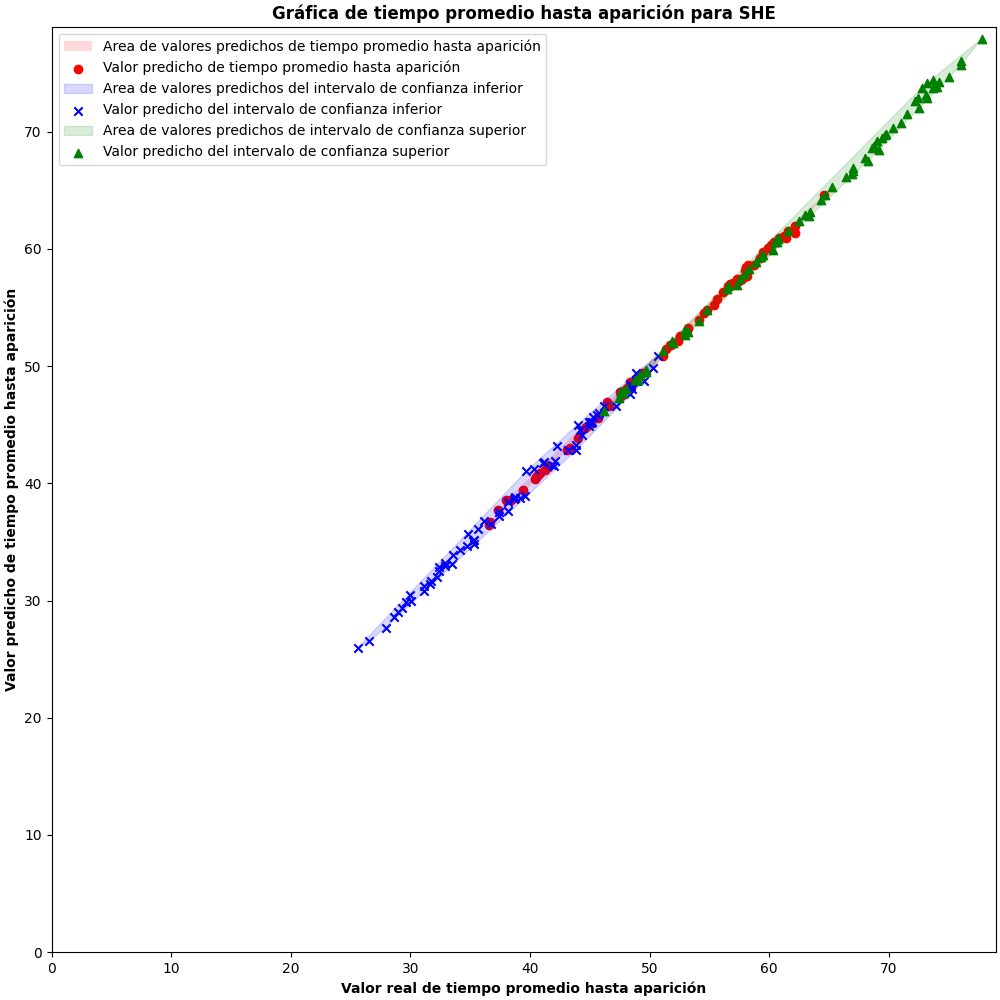 Gráfica de tiempo promedio hasta aparición para SHE
Area de valores predichos de tiempo promedio hasta aparición
Valor predicho de tiempo promedio hasta aparición
Area de valores predichos del intervalo de confianza inferior
Valor predicho del intervalo de confianza inferior
Area de valores predichos de intervalo de confianza superior
Valor predicho del intervalo de confianza superior
Valor predicho de tiempo promedio hasta aparición
70
60
50
40
30
20
10
0
0 10 20 30 40 50 60 70
Valor real de tiempo promedio hasta aparición